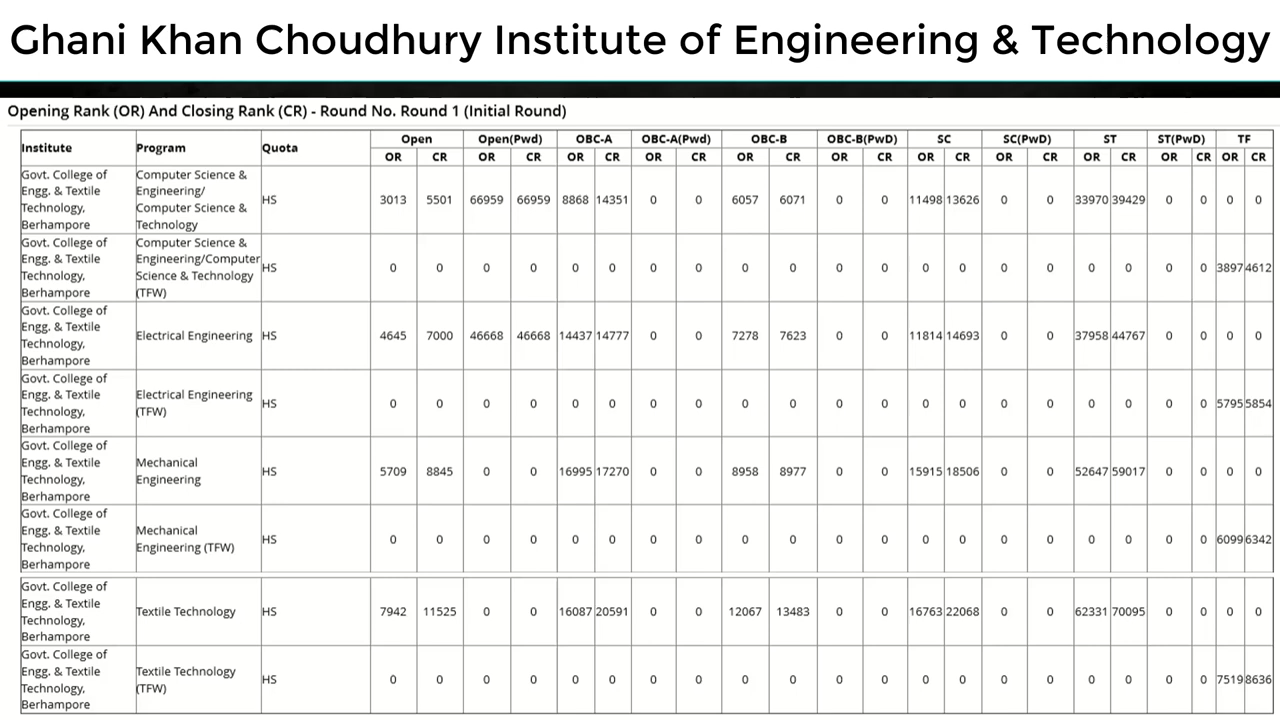 Ghani Khan Choudhury Institute of Engineering & Technology
Opening Rank (OR) And Closing Rank (CR) - Round No. Round 1 (Initial Round)
Institute Program Quota Open Open(Pwd) OBC-A OBC-A(Pwd) OBC-B OBC-B(PwD) SC SC(PwD) ST ST(PwD) TF
OR CR OR CR OR CR OR CR OR CR OR CR OR CR OR CR OR CR OR CR OR CR
Govt. College of Computer Science &
Engg. & Textile Engineering/
Technology, Computer Science &
Berhampore Technology
HS 3013 5501 66959 66959 8868 14351 0 0 6057 6071 0 0 11498 13626 0 0 33970 39429 0 0 0 0
Govt. College of Computer Science &
Engg. & Textile Engineering/Computer
Technology, Science & Technology
Berhampore (TFW)
HS 0 0 0 0 0 0 0 0 0 0 0 0 0 0 0 0 0 0 0 0 3897 4612
Govt. College of
Engg. & Textile
Technology,
Berhampore
Electrical Engineering HS 4645 7000 46668 46668 14437 14777 0 0 7278 7623 0 0 11814 14693 0 0 37958 44767 0 0 0 0
Govt. College of
Engg. & Textile
Technology,
Berhampore
Electrical Engineering
(TFW)
HS 0 0 0 0 0 0 0 0 0 0 0 0 0 0 0 0 0 0 0 0 5795 5854
Govt. College of
Engg. & Textile
Technology,
Berhampore
Mechanical
Engineering
HS 5709 8845 0 0 16995 17270 0 0 8958 8977 0 0 15915 18506 0 0 52647 59017 0 0 0 0
Govt. College of
Engg. & Textile
Technology,
Berhampore
Mechanical
Engineering (TFW)
HS 0 0 0 0 0 0 0 0 0 0 0 0 0 0 0 0 0 0 0 0 6099 6342
Govt. College of
Engg. & Textile
Technology,
Berhampore
Textile Technology HS 7942 11525 0 0 16087 20591 0 0 12067 13483 0 0 16763 22068 0 0 62331 70095 0 0 0 0
Govt. College of
Engg. & Textile
Technology,
Berhampore
Textile Technology
(TFW)
HS 0 0 0 0 0 0 0 0 0 0 0 0 0 0 0 0 0 0 0 0 7519 8636